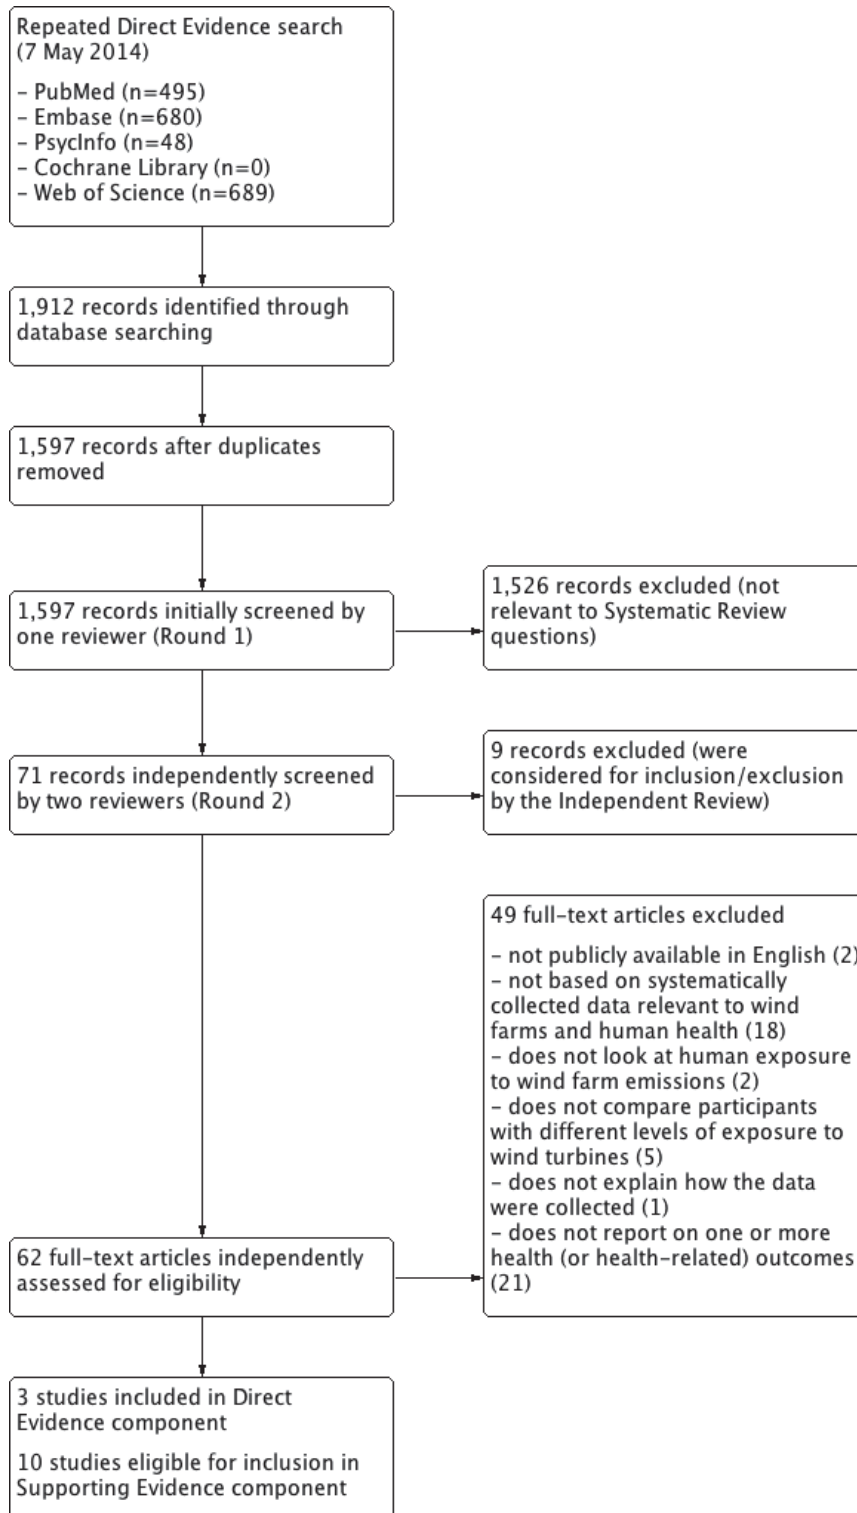 Repeated Direct Evidence search
(7 May 2014)
– PubMed (n=495)
– Embase (n=680)
– PsycInfo (n=48)
– Cochrane Library (n=0)
– Web of Science (n=689)
1,912 records identified through
database searching
1,597 records after duplicates
removed
1,597 records initially screened by
one reviewer (Round 1)
1,526 records excluded (not
relevant to Systematic Review
questions)
71 records independently screened
by two reviewers (Round 2)
9 records excluded (were
considered for inclusion/exclusion
by the Independent Review)
49 full-text articles excluded
– not publicly available in English (2)
– not based on systematically
collected data relevant to wind
farms and human health (18)
– does not look at human exposure
to wind farm emissions (2)
– does not compare participants
with different levels of exposure to
wind turbines (5)
– does not explain how the data
were collected (1)
– does not report on one or more
health (or health-related) outcomes
(21)
62 full-text articles independently
assessed for eligibility
3 studies included in Direct
Evidence component
10 studies eligible for inclusion in
Supporting Evidence component